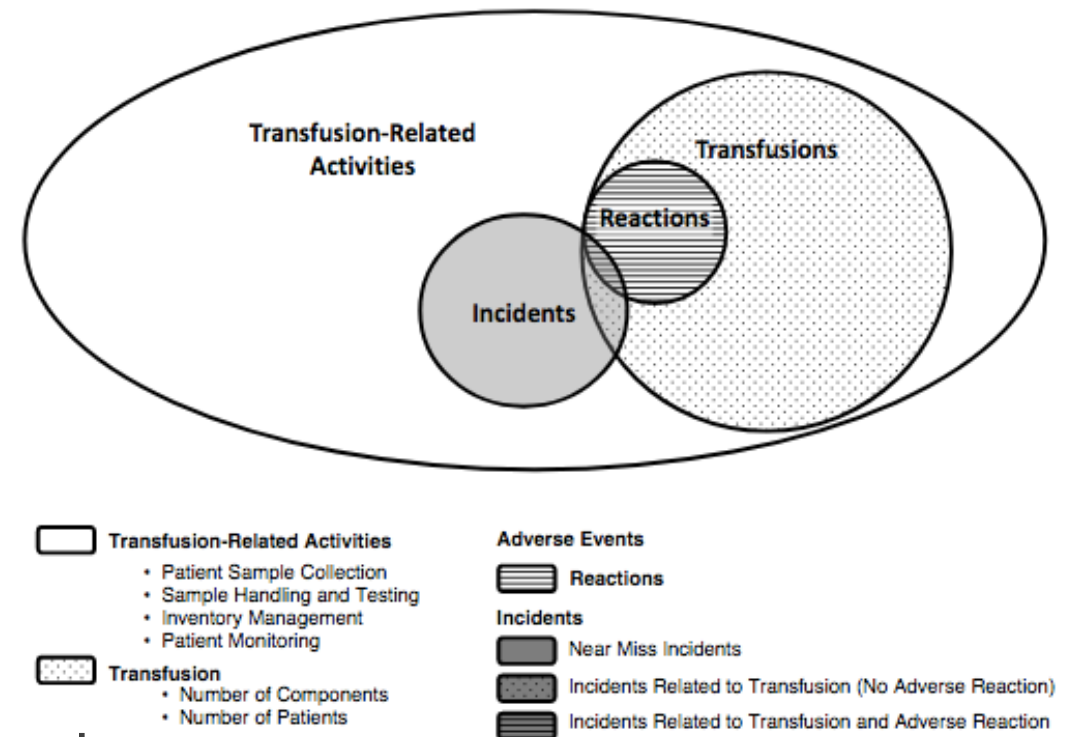 Transfusion-Related
Activities
Transfusions
Reactions
Incidents
Transfusion-Related Activities
• Patient Sample Collection
• Sample Handling and Testing
• Inventory Management
• Patient Monitoring
Transfusion
• Number of Components
• Number of Patients
Adverse Events
Reactions
Incidents
Near Miss Incidents
Incidents Related to Transfusion (No Adverse Reaction)
Incidents Related to Transfusion and Adverse Reaction